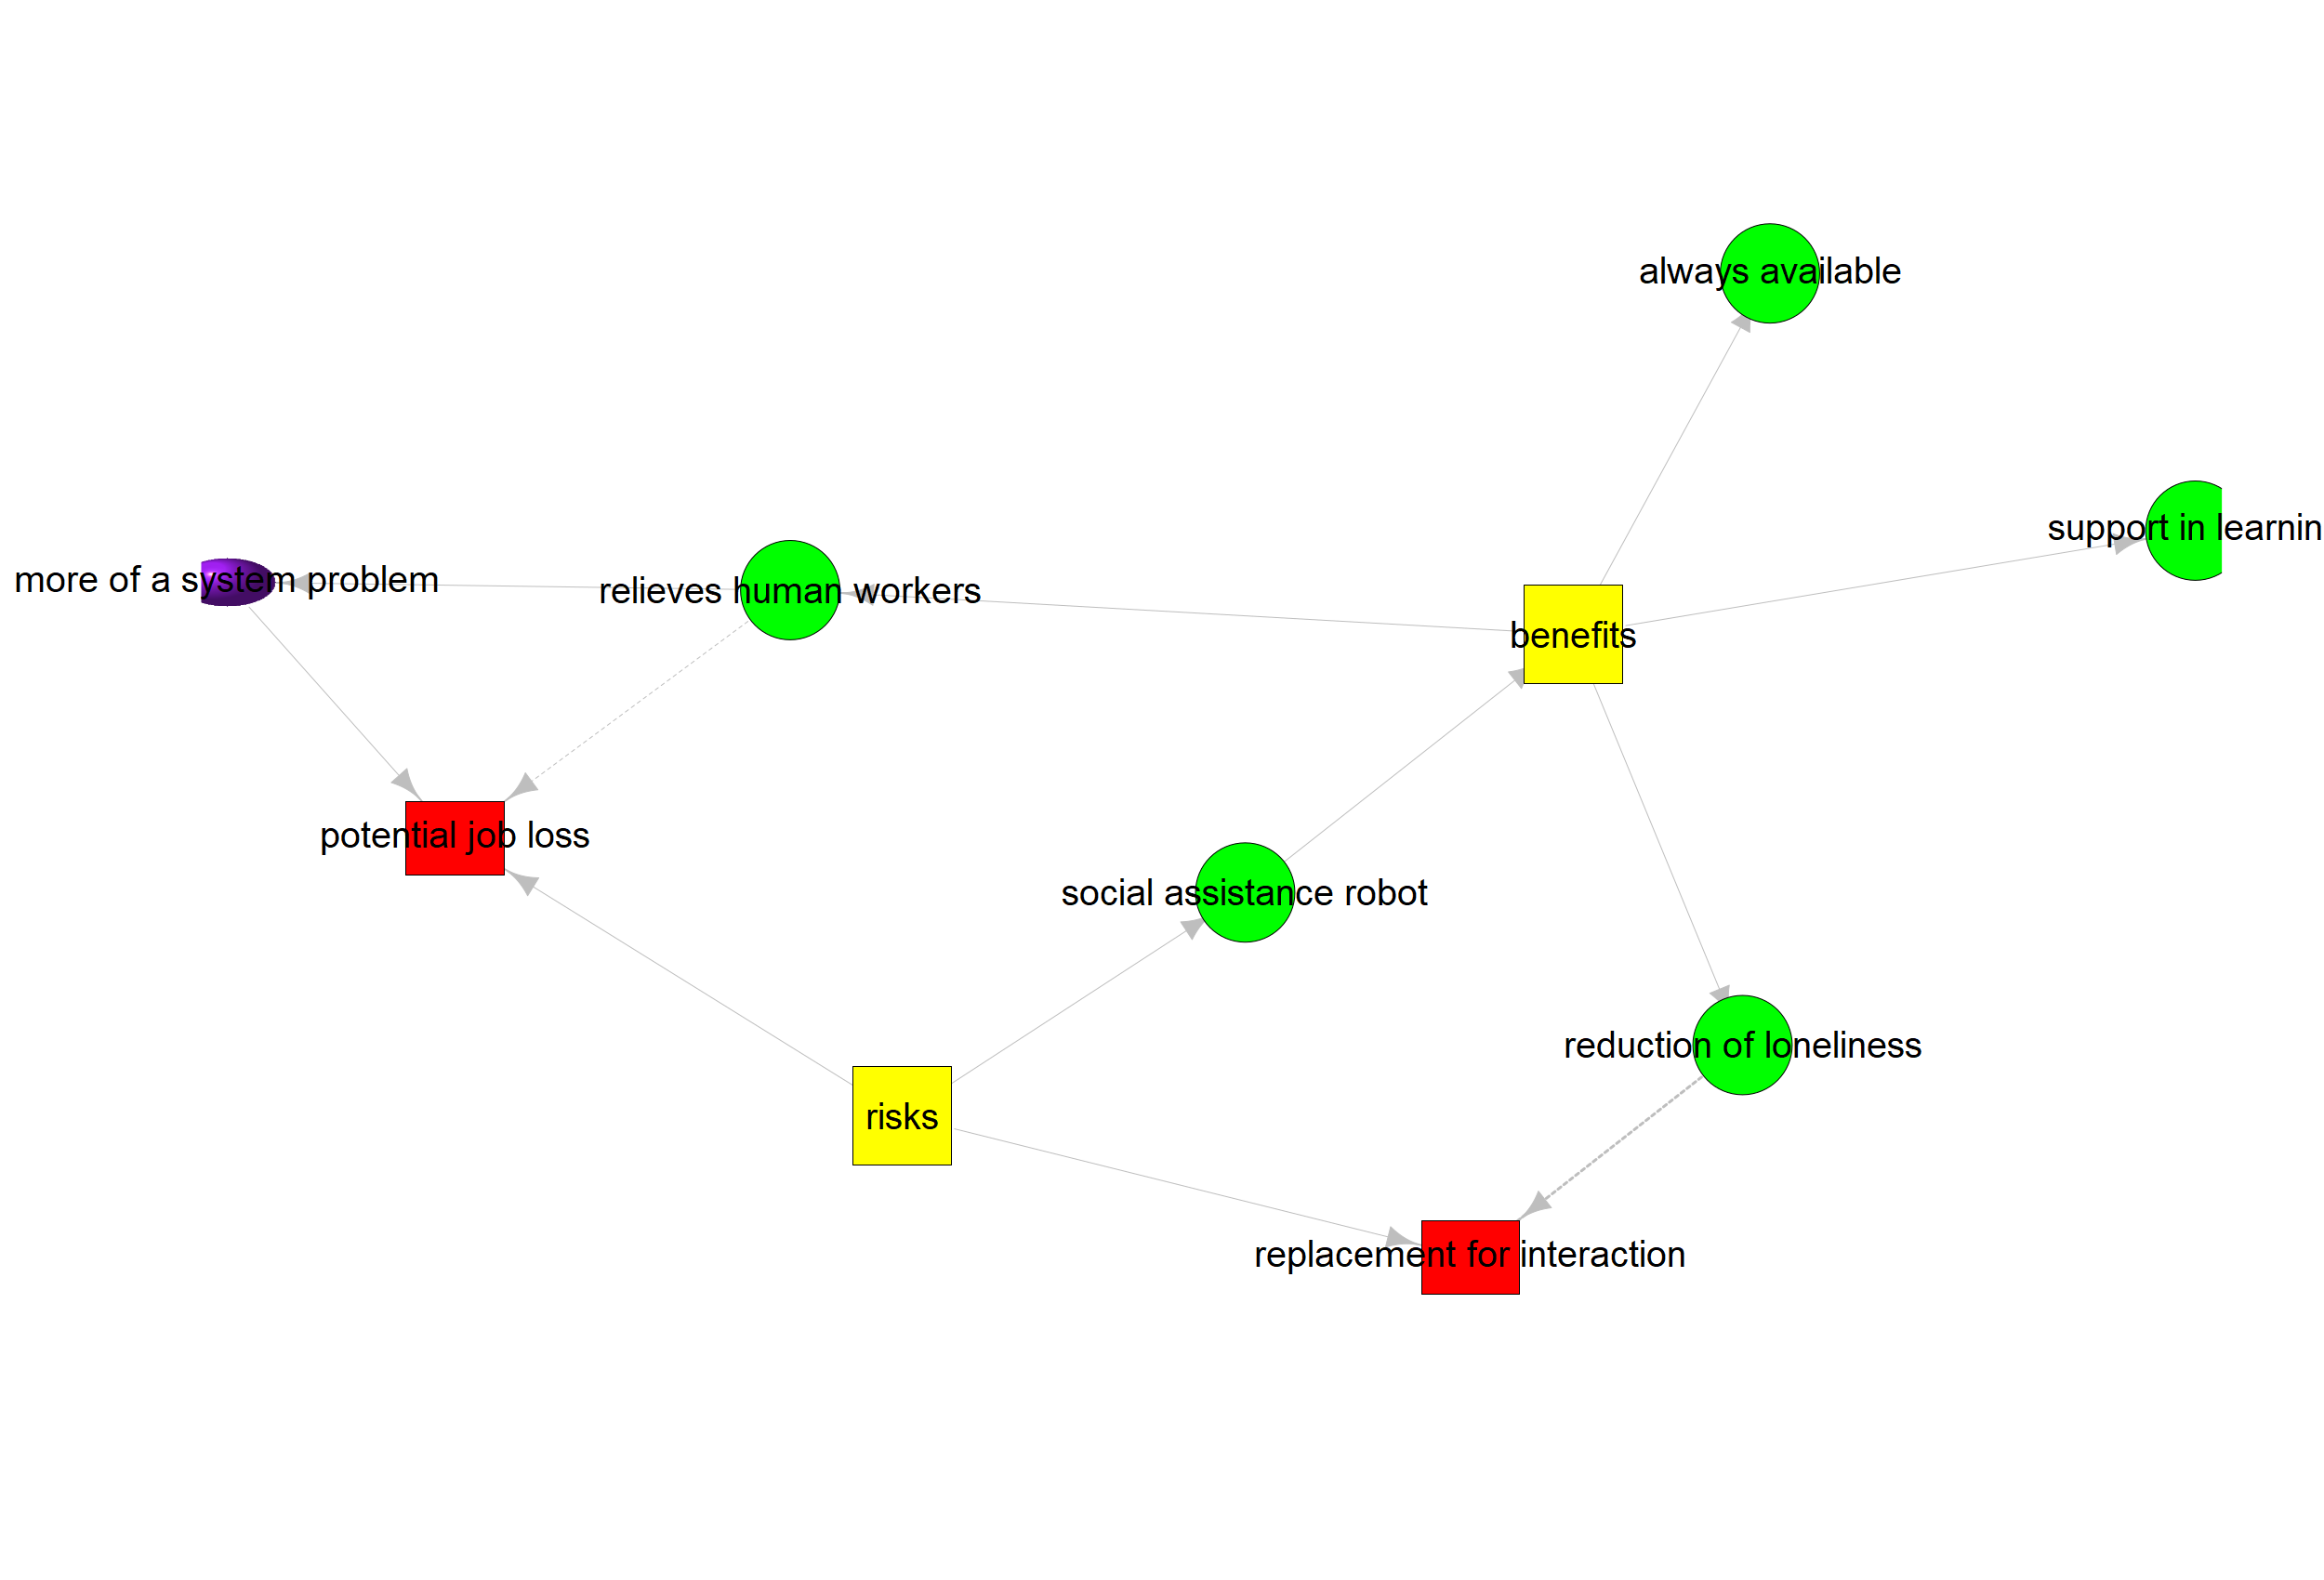 always available
support in learnin
more of a system problem
relieves human workers
benefits
potential job loss
social assistance robot
reduction of loneliness
risks
replacement for interaction